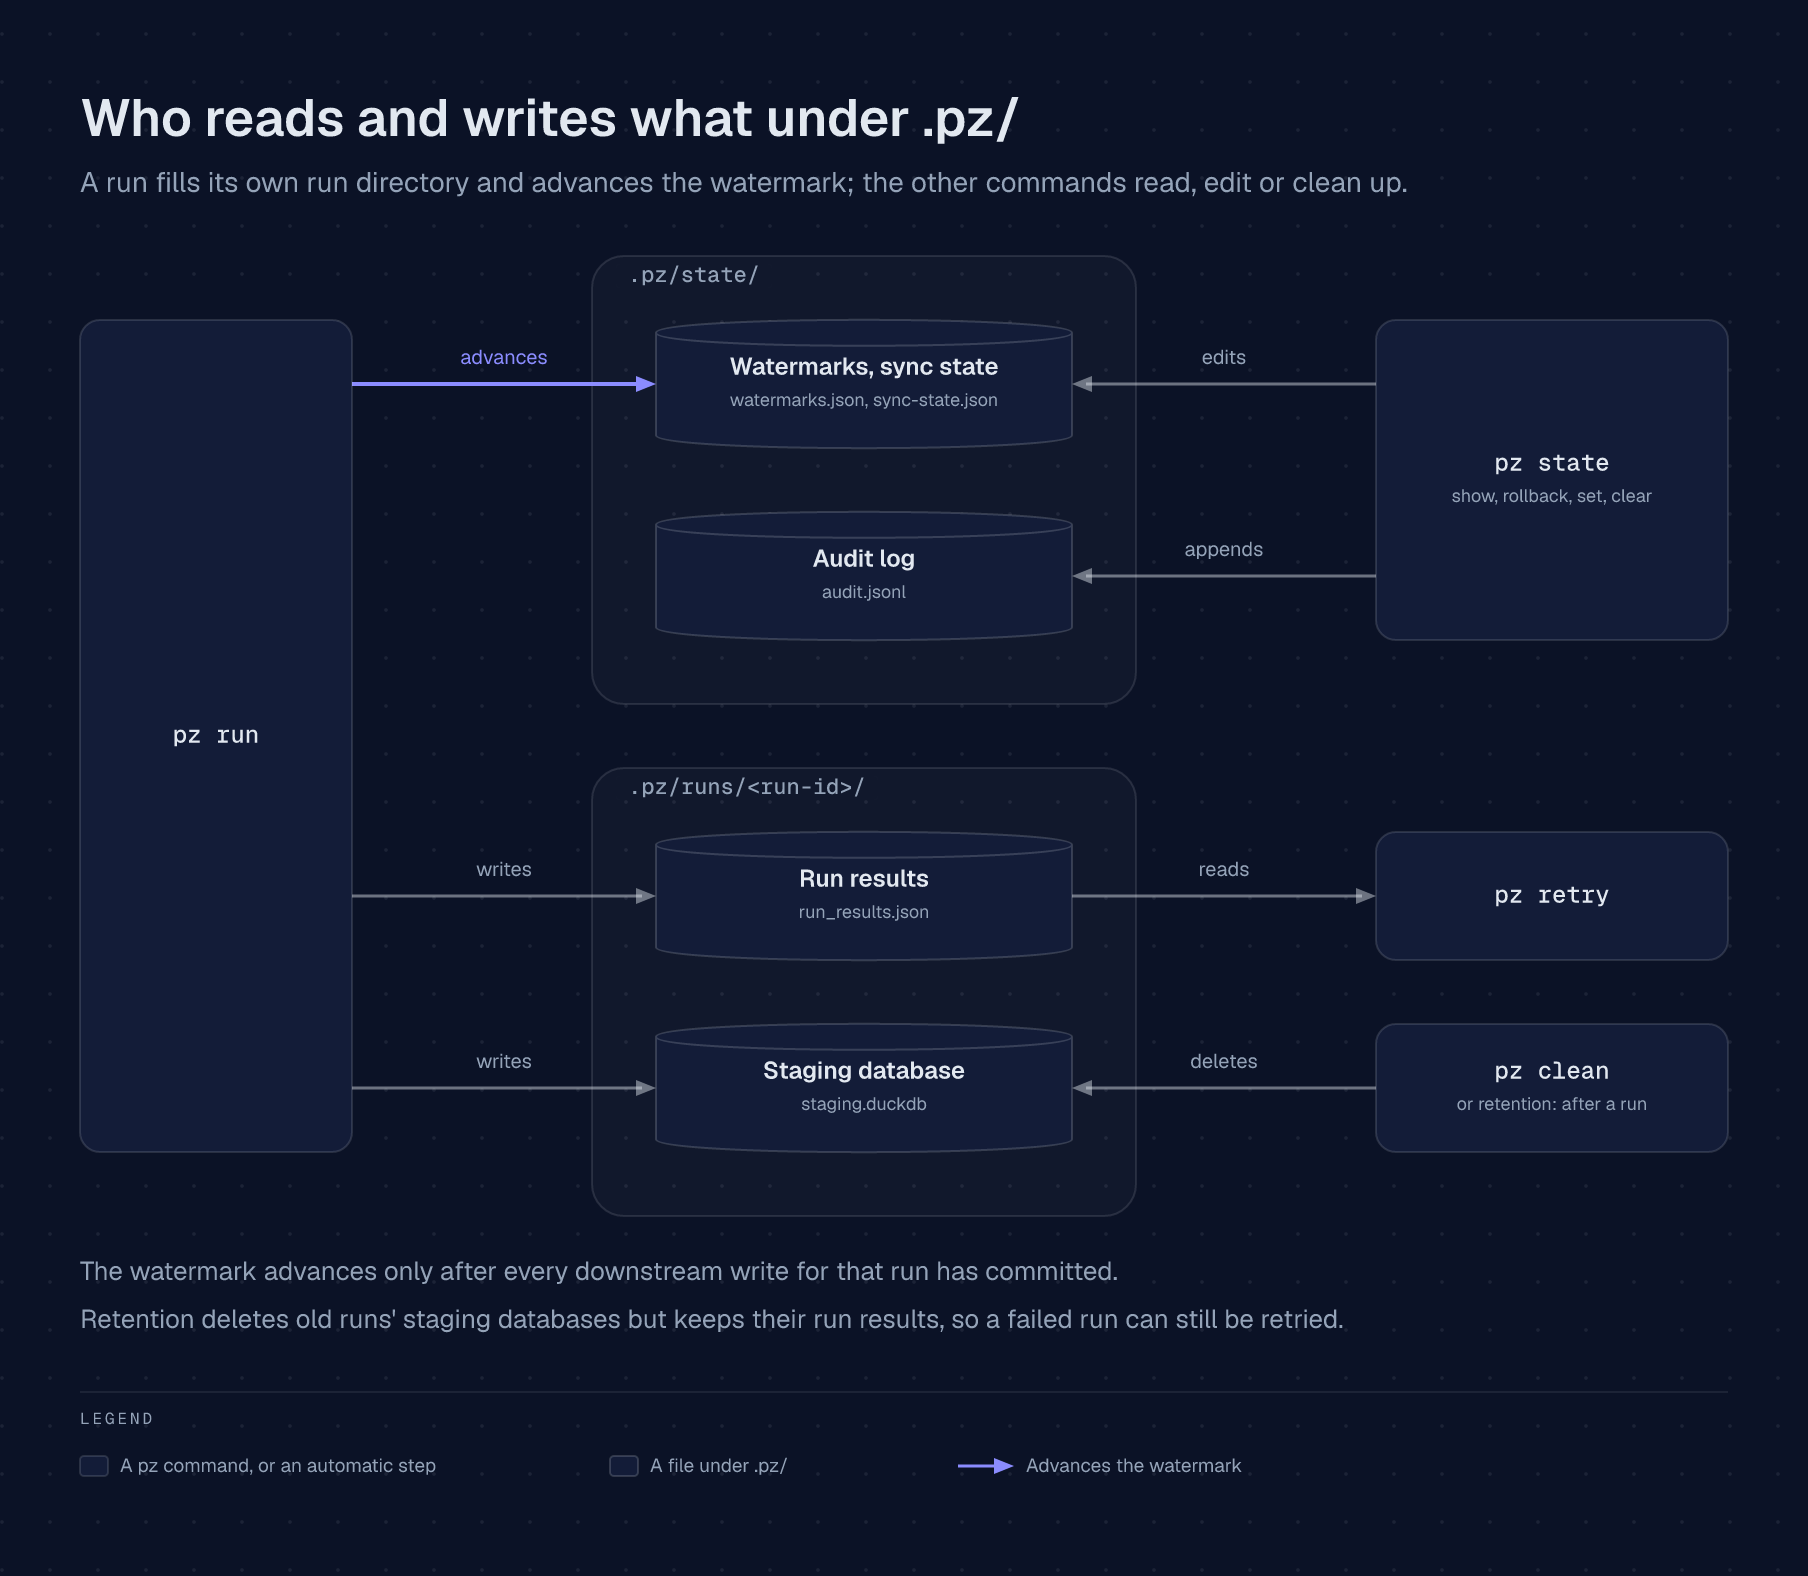 Who reads and writes what under .pz/
A run fills its own run directory and advances the watermark; the other commands read, edit or clean up.
.pz/state/
advances
Watermarks, sync state
watermarks.json, sync-state.json
edits
pz state
show, rollback, set, clear
Audit log
audit.jsonl
appends
pz run
.pz/runs/<run-id>/
writes
Run results
run_results.json
reads
pz retry
writes
Staging database
staging.duckdb
deletes
pz clean
or retention: after a run
The watermark advances only after every downstream write for that run has committed.
Retention deletes old runs' staging databases but keeps their run results, so a failed run can still be retried.
LEGEND
A pz command, or an automatic step
A file under .pz/
Advances the watermark